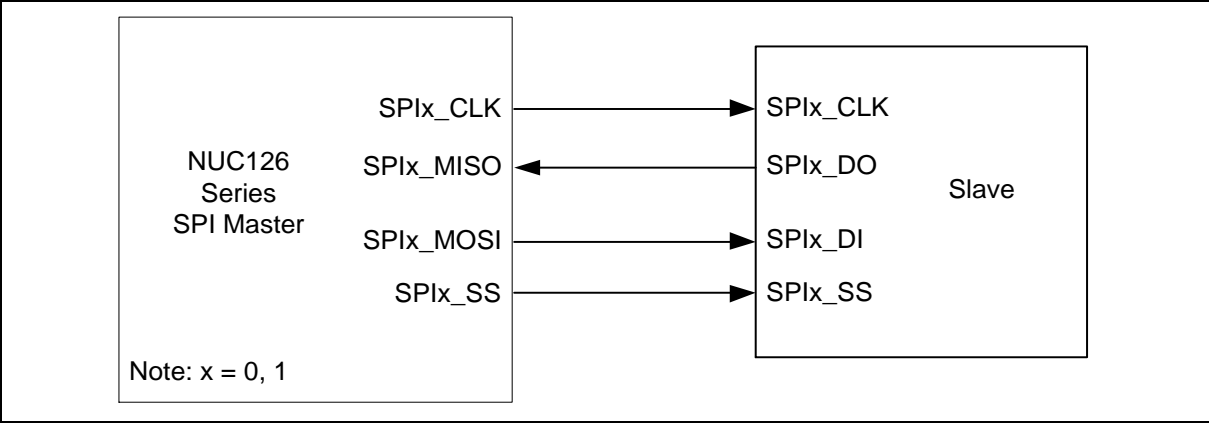 SPIx_CLK
SPIx_CLK
NUC126
Series
SPI Master
SPIx_MISO
SPIx_DO
Slave
SPIx_MOSI
SPIx_DI
SPIx_SS
SPIx_SS
Note: x = 0, 1